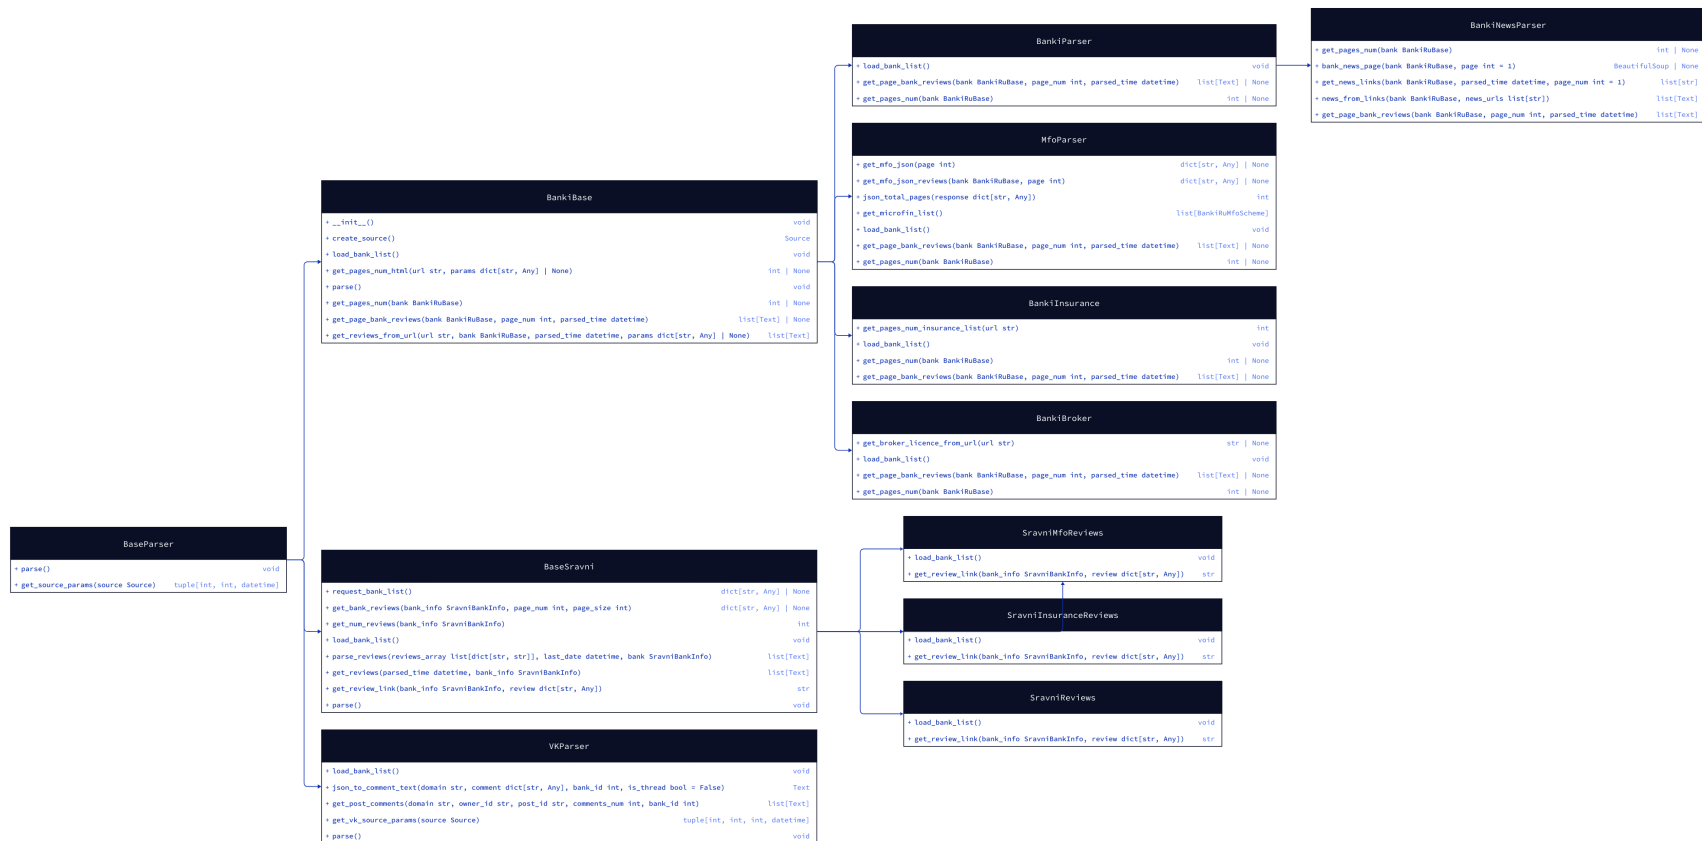 BaseParser
+ parse() void
+ get_source_params(source Source) tuple[int, int, datetime]
BankiBase
+ __init__() void
+ create_source() Source
+ load_bank_list() void
+ get_pages_num_html(url str, params dict[str, Any] | None) int | None
+ parse() void
+ get_pages_num(bank BankiRuBase) int | None
+ get_page_bank_reviews(bank BankiRuBase, page_num int, parsed_time datetime) list[Text] | None
+ get_reviews_from_url(url str, bank BankiRuBase, parsed_time datetime, params dict[str, Any] | None) list[Text]
BaseSravni
+ request_bank_list() dict[str, Any] | None
+ get_bank_reviews(bank_info SravniBankInfo, page_num int, page_size int) dict[str, Any] | None
+ get_num_reviews(bank_info SravniBankInfo) int
+ load_bank_list() void
+ parse_reviews(reviews_array list[dict[str, str]], last_date datetime, bank SravniBankInfo) list[Text]
+ get_reviews(parsed_time datetime, bank_info SravniBankInfo) list[Text]
+ get_review_link(bank_info SravniBankInfo, review dict[str, Any]) str
+ parse() void
VKParser
+ load_bank_list() void
+ json_to_comment_text(domain str, comment dict[str, Any], bank_id int, is_thread bool = False) Text
+ get_post_comments(domain str, owner_id str, post_id str, comments_num int, bank_id int) list[Text]
+ get_vk_source_params(source Source) tuple[int, int, int, datetime]
+ parse() void
BankiParser
+ load_bank_list() void
+ get_page_bank_reviews(bank BankiRuBase, page_num int, parsed_time datetime) list[Text] | None
+ get_pages_num(bank BankiRuBase) int | None
MfoParser
+ get_mfo_json(page int) dict[str, Any] | None
+ get_mfo_json_reviews(bank BankiRuBase, page int) dict[str, Any] | None
+ json_total_pages(response dict[str, Any]) int
+ get_microfin_list() list[BankiRuMfoScheme]
+ load_bank_list() void
+ get_page_bank_reviews(bank BankiRuBase, page_num int, parsed_time datetime) list[Text] | None
+ get_pages_num(bank BankiRuBase) int | None
BankiInsurance
+ get_pages_num_insurance_list(url str) int
+ load_bank_list() void
+ get_pages_num(bank BankiRuBase) int | None
+ get_page_bank_reviews(bank BankiRuBase, page_num int, parsed_time datetime) list[Text] | None
BankiBroker
+ get_broker_licence_from_url(url str) str | None
+ load_bank_list() void
+ get_page_bank_reviews(bank BankiRuBase, page_num int, parsed_time datetime) list[Text] | None
+ get_pages_num(bank BankiRuBase) int | None
SravniMfoReviews
+ load_bank_list() void
+ get_review_link(bank_info SravniBankInfo, review dict[str, Any]) str
SravniInsuranceReviews
+ load_bank_list() void
+ get_review_link(bank_info SravniBankInfo, review dict[str, Any]) str
SravniReviews
+ load_bank_list() void
+ get_review_link(bank_info SravniBankInfo, review dict[str, Any]) str
BankiNewsParser
+ get_pages_num(bank BankiRuBase) int | None
+ bank_news_page(bank BankiRuBase, page int = 1) BeautifulSoup | None
+ get_news_links(bank BankiRuBase, parsed_time datetime, page_num int = 1) list[str]
+ news_from_links(bank BankiRuBase, news_urls list[str]) list[Text]
+ get_page_bank_reviews(bank BankiRuBase, page_num int, parsed_time datetime) list[Text]